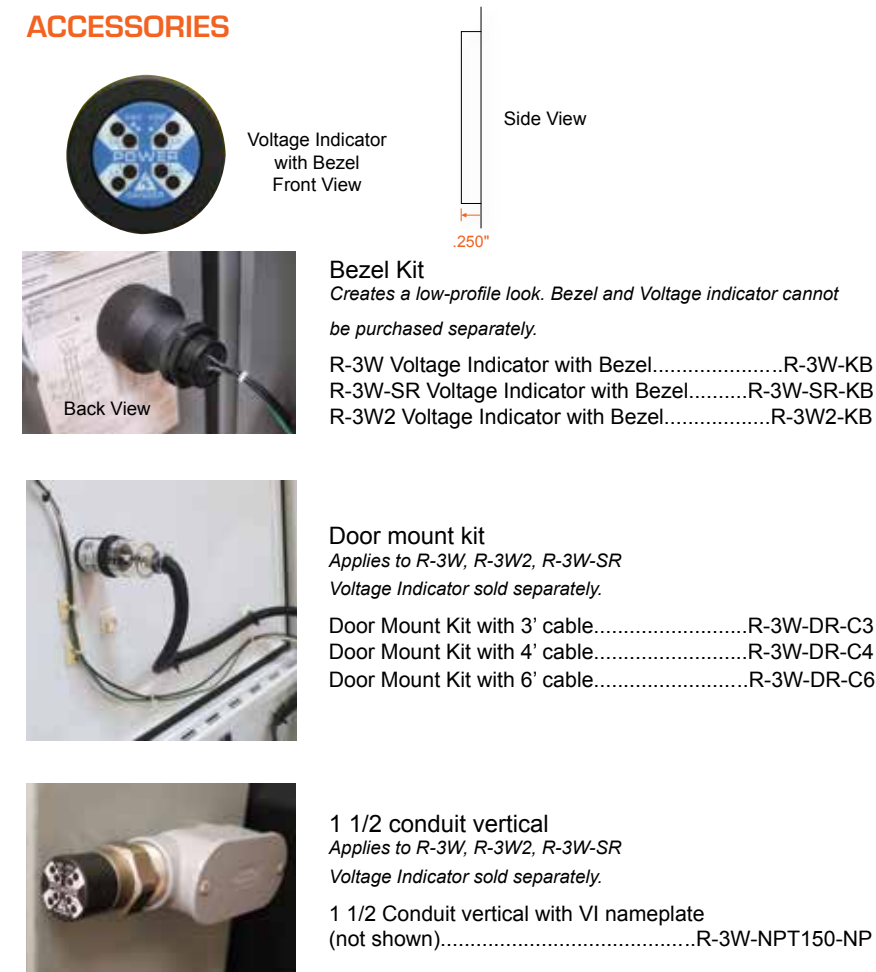 ACCESSORIES
POWER
Voltage Indicator
with Bezel
Front View
Side View
.250"
Back View
Bezel Kit
Creates a low-profile look. Bezel and Voltage indicator cannot
be purchased separately.
R-3W Voltage Indicator with Bezel......................R-3W-KB
R-3W-SR Voltage Indicator with Bezel..........R-3W-SR-KB
R-3W2 Voltage Indicator with Bezel..................R-3W2-KB
Door mount kit
Applies to R-3W, R-3W2, R-3W-SR
Voltage Indicator sold separately.
Door Mount Kit with 3’ cable..........................R-3W-DR-C3
Door Mount Kit with 4’ cable..........................R-3W-DR-C4
Door Mount Kit with 6’ cable..........................R-3W-DR-C6
1 1/2 conduit vertical
Applies to R-3W, R-3W2, R-3W-SR
Voltage Indicator sold separately.
1 1/2 Conduit vertical with VI nameplate
(not shown)...........................................R-3W-NPT150-NP